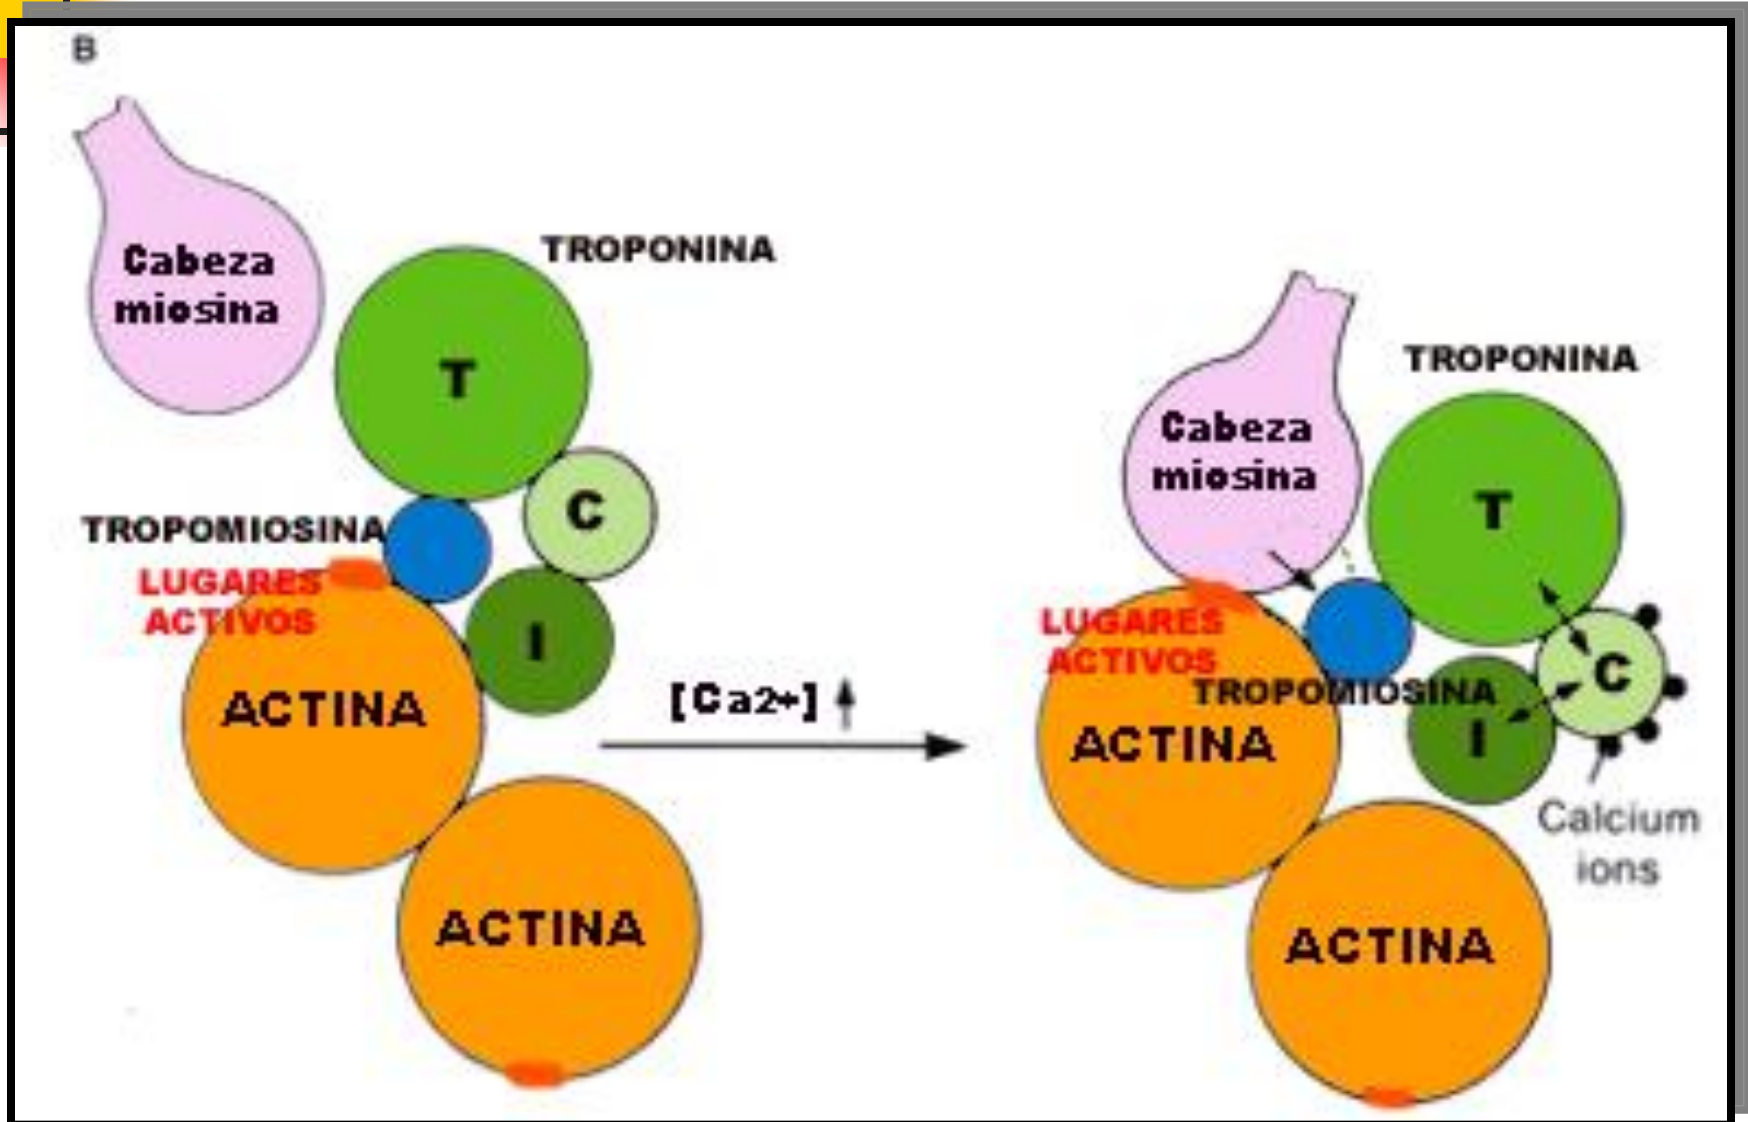 B
Cabeza
miosina
TROPONINA
T
C
TROPOMIOSINA
LUGARES
ACTIVOS
I
ACTINA
ACTINA
[Ca2+]
TROPONINA
Cabeza
miosina
T
LUGARES
ACTIVOS
C
TROPOMIOSINA
I
ACTINA
Calcium
ions
ACTINA